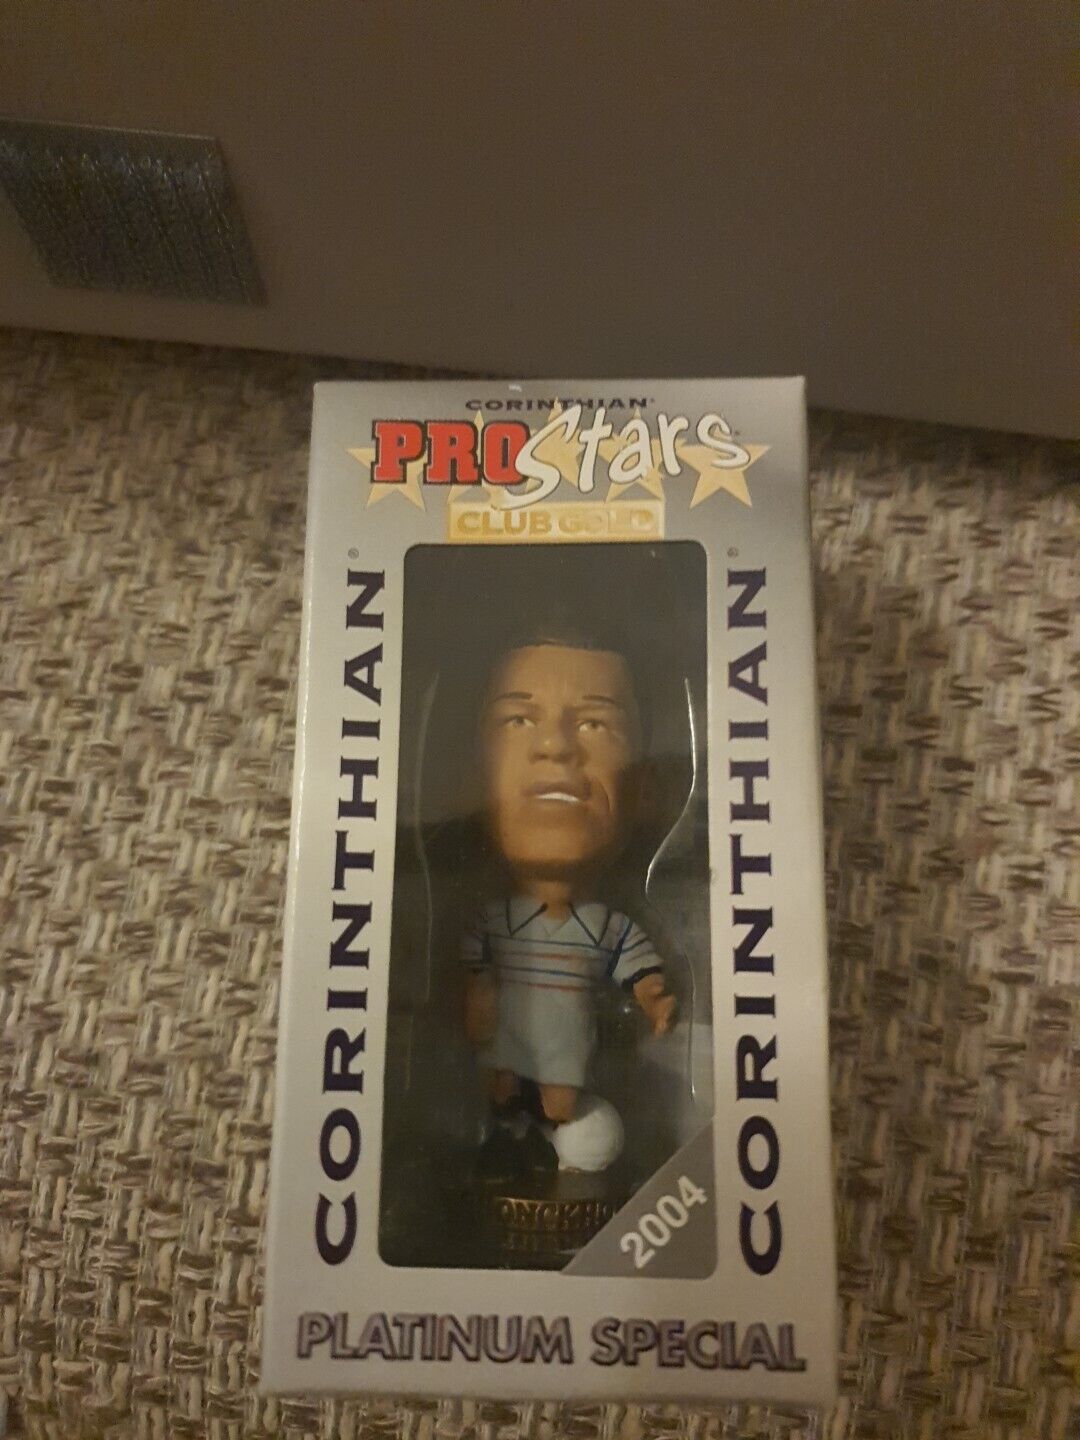 CORINTHIAN®
PRO Stars
CLUB GOLD
CORINTHIAN®
CORINTHIAN®
2004
PLATINUM SPECIAL